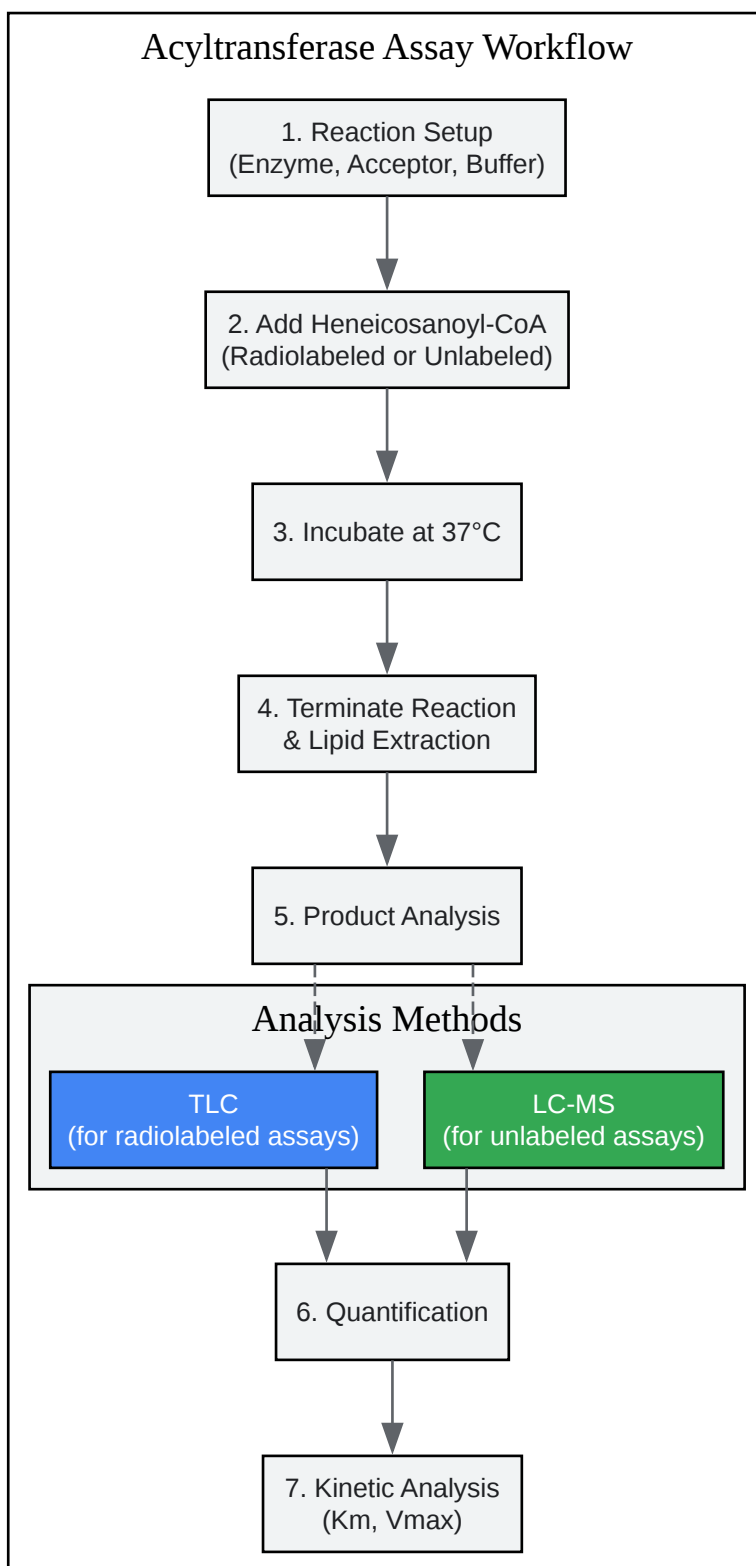 Acyltransferase Assay Workflow
1. Reaction Setup
(Enzyme, Acceptor, Buffer)
2. Add Heneicosanoyl-CoA
(Radiolabeled or Unlabeled)
3. Incubate at 37°C
4. Terminate Reaction
& Lipid Extraction
5. Product Analysis
Analysis Methods
TLC
(for radiolabeled assays)
LC-MS
(for unlabeled assays)
6. Quantification
7. Kinetic Analysis
(Km, Vmax)